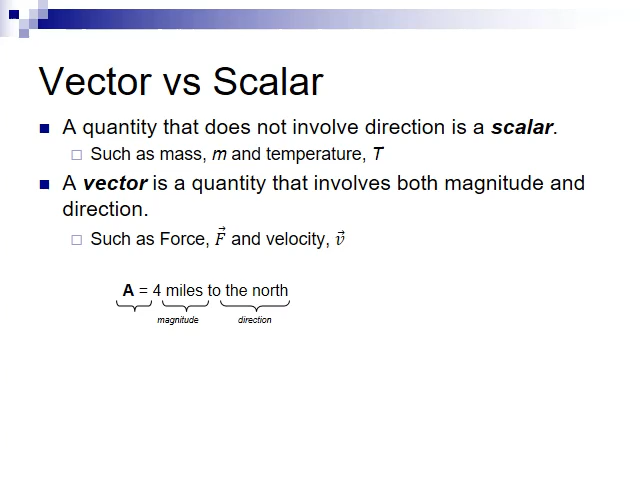 Vector vs Scalar
A quantity that does not involve direction is a scalar.
Such as mass, m and temperature, T
A vector is a quantity that involves both magnitude and
direction.
Such as Force, F⃗ and velocity, v⃗
A = 4 miles to the north
magnitude direction